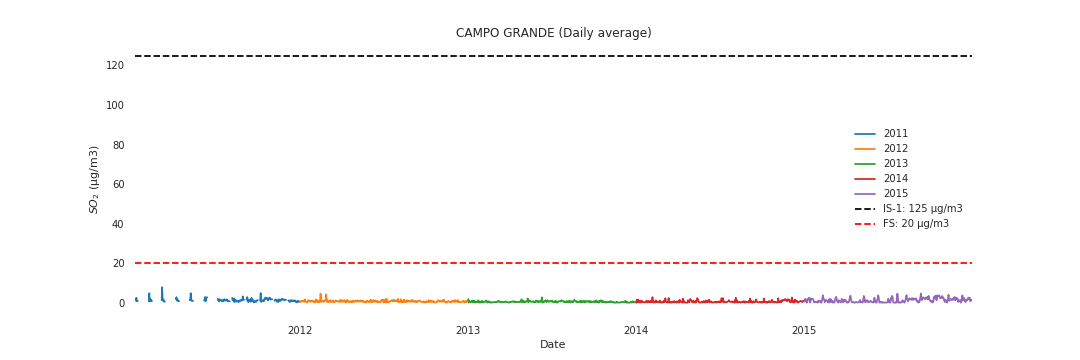 CAMPO GRANDE (Daily average)
120
100
80
60
40
20
0
SO2 (µg/m3)
2011
2012
2013
2014
2015
IS-1: 125 µg/m3
FS: 20 µg/m3
2012 2013 2014 2015
Date